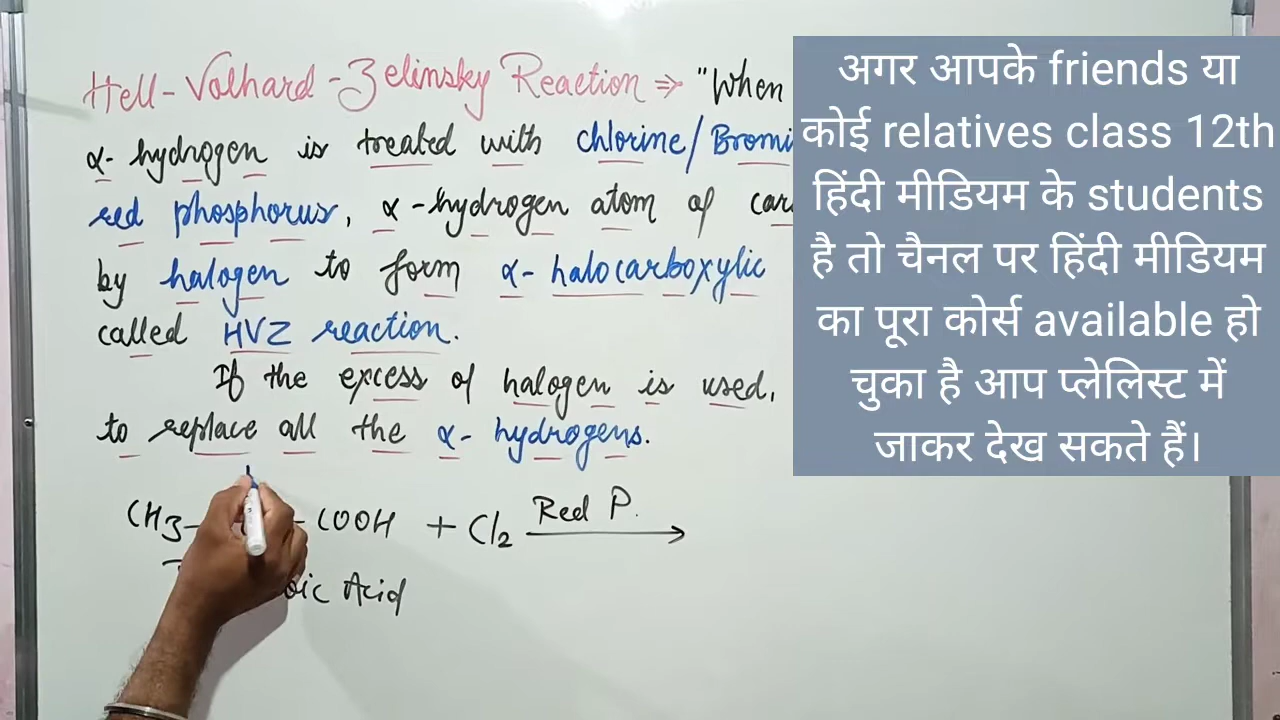 Hell-Volhard-Zelinsky Reaction ⇒ "When
α-hydrogen is treated with chlorine/
red phosphorus, α-hydrogen atom of
by halogen to form α-halocarboxylic
called HVZ reaction.
If the excess of halogen is used,
to replace all the α-hydrogens.
CH3- -COOH + Cl2 Red P. →
Acid
अगर आपके friends या
कोई relatives class 12th
हिंदी मीडियम के students
है तो चैनल पर हिंदी मीडियम
का पूरा कोर्स available हो
चुका है आप प्लेलिस्ट में
जाकर देख सकते हैं।